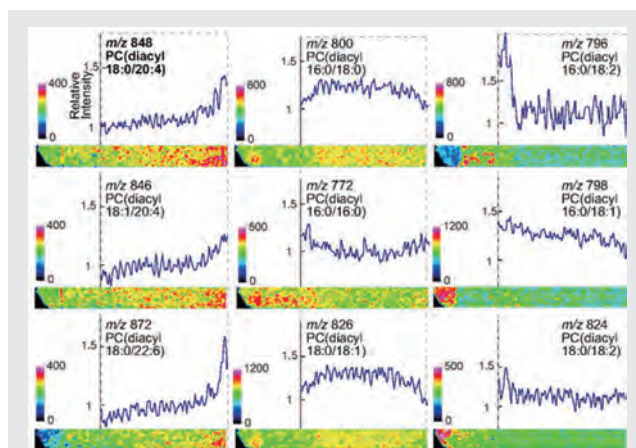 m/z 848
PC(diacyl
18:0/20:4)
400
0
Relative
Intensity
1.5
1
m/z 800
PC(diacyl
16:0/18:0)
800
0
1.5
1
m/z 796
PC(diacyl
16:0/18:2)
800
0
1.5
1
m/z 846
PC(diacyl
18:1/20:4)
400
0
1.5
1
m/z 772
PC(diacyl
16:0/16:0)
0
1.5
1
m/z 798
PC(diacyl
16:0/18:1)
1200
0
1.5
1
m/z 872
PC(diacyl
18:0/22:6)
400
0
1.5
1
m/z 826
PC(diacyl
18:0/18:1)
1200
0
1.5
1
m/z 824
PC(diacyl
18:0/18:2)
500
0
1.5
1